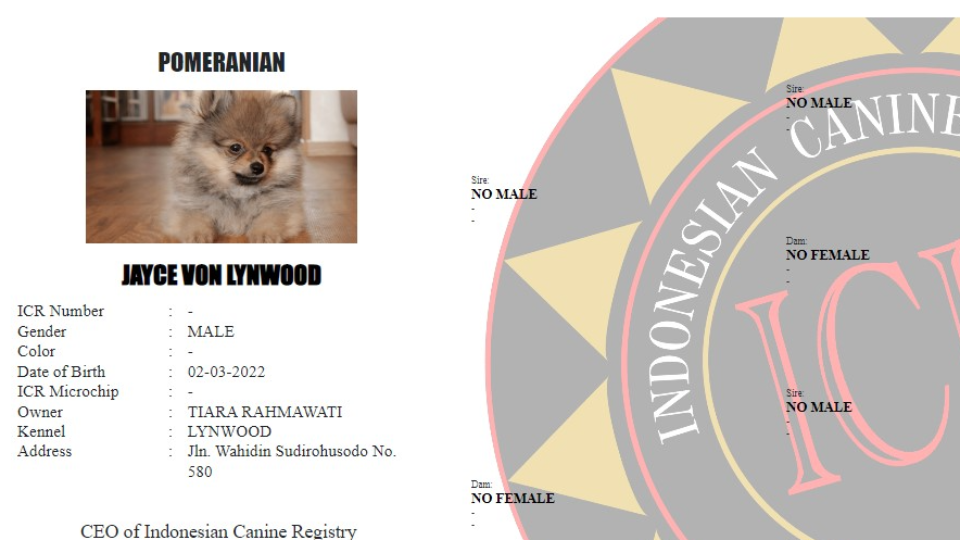 POMERANIAN
JAYCE VON LYNWOOD
ICR Number : -
Gender : MALE
Color : -
Date of Birth : 02-03-2022
ICR Microchip : -
Owner : TIARA RAHMAWATI
Kennel : LYNWOOD
Address : Jln. Wahidin Sudirohusodo No.
580
CEO of Indonesian Canine Registry
Sire:
NO MALE
-
-
Dam:
NO FEMALE
-
-
Sire:
NO MALE
-
-
Dam:
NO FEMALE
-
-
Sire:
NO MALE
-
-
INDONESIAN CANINE
IC